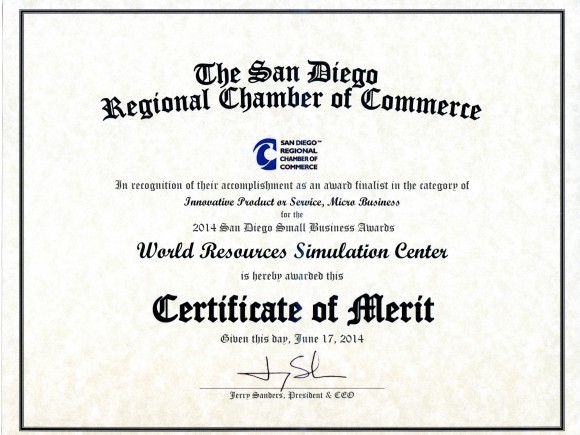 The San Diego
Regional Chamber of Commerce
SAN DIEGO™
REGIONAL
CHAMBER OF
COMMERCE
In recognition of their accomplishment as an award finalist in the category of
Innovative Product or Service, Micro Business
for the
2014 San Diego Small Business Awards
World Resources Simulation Center
is hereby awarded this
Certificate of Merit
Given this day, June 17, 2014
Jerry Sanders, President & CEO